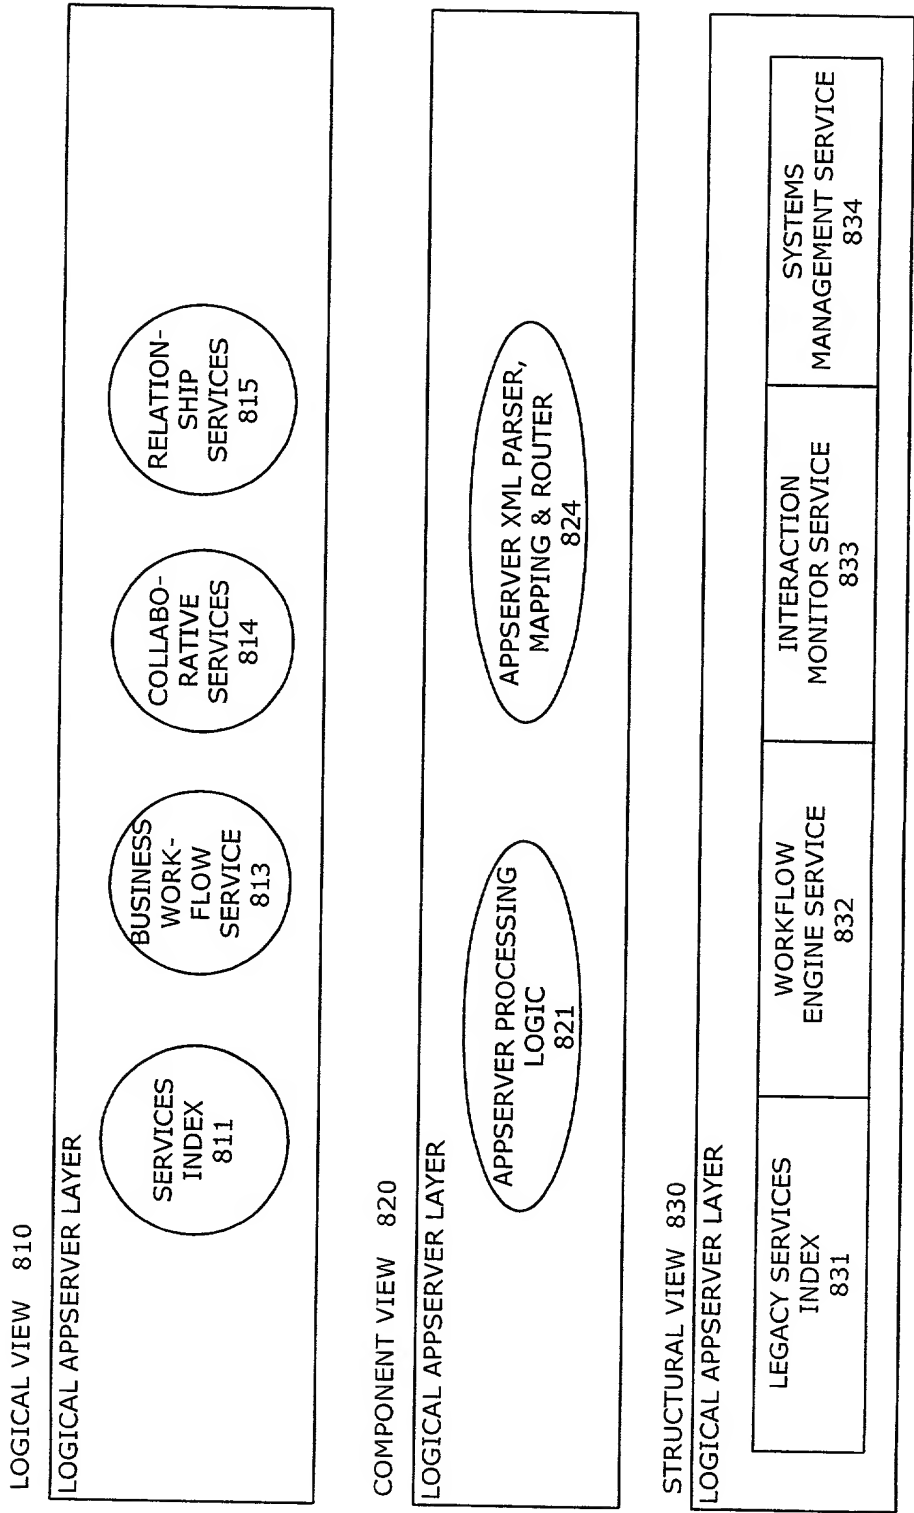 LOGICAL VIEW 810
LOGICAL APPSERVER LAYER
SERVICES
INDEX
811
BUSINESS
WORK-
FLOW
SERVICE
813
COLLABO-
RATIVE
SERVICES
814
RELATION-
SHIP
SERVICES
815
COMPONENT VIEW 820
LOGICAL APPSERVER LAYER
APPSERVER PROCESSING
LOGIC
821
APPSERVER XML PARSER,
MAPPING & ROUTER
824
STRUCTURAL VIEW 830
LOGICAL APPSERVER LAYER
LEGACY SERVICES
INDEX
831
WORKFLOW
ENGINE SERVICE
832
INTERACTION
MONITOR SERVICE
833
SYSTEMS
MANAGEMENT SERVICE
834